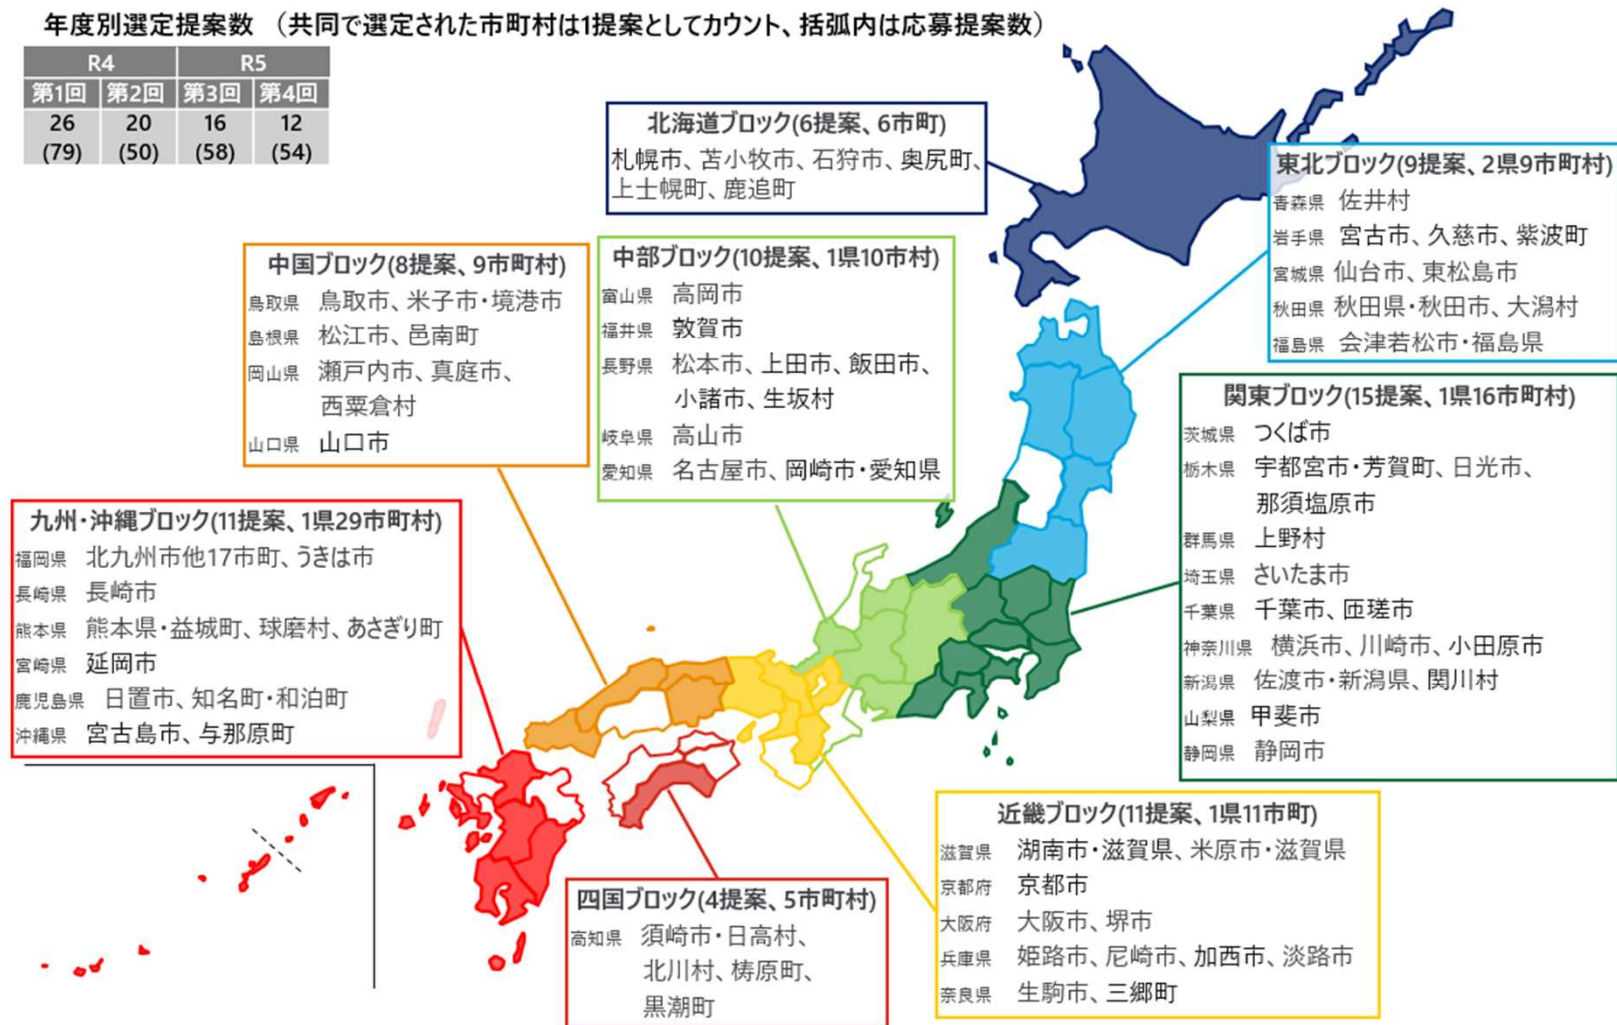 年度別選定提案数 （共同で選定された市町村は1提案としてカウント、括弧内は応募提案数）
R4 R5
第1回 第2回 第3回 第4回
26 20 16 12
(79) (50) (58) (54)
北海道ブロック(6提案、6市町)
札幌市、苫小牧市、石狩市、奥尻町、
上士幌町、鹿追町
東北ブロック(9提案、2県9市町村)
青森県 佐井村
岩手県 宮古市、久慈市、紫波町
宮城県 仙台市、東松島市
秋田県 秋田県・秋田市、大潟村
福島県 会津若松市・福島県
中国ブロック(8提案、9市町村)
鳥取県 鳥取市、米子市・境港市
島根県 松江市、邑南町
岡山県 瀬戸内市、真庭市、
西粟倉村
山口県 山口市
中部ブロック(10提案、1県10市村)
富山県 高岡市
福井県 敦賀市
長野県 松本市、上田市、飯田市、
小諸市、生坂村
岐阜県 高山市
愛知県 名古屋市、岡崎市・愛知県
関東ブロック(15提案、1県16市町村)
茨城県 つくば市
栃木県 宇都宮市・芳賀町、日光市、
那須塩原市
群馬県 上野村
埼玉県 さいたま市
千葉県 千葉市、匝瑳市
神奈川県 横浜市、川崎市、小田原市
新潟県 佐渡市・新潟県、関川村
山梨県 甲斐市
静岡県 静岡市
九州・沖縄ブロック(11提案、1県29市町村)
福岡県 北九州市他17市町、うきは市
長崎県 長崎市
熊本県 熊本県・益城町、球磨村、あさぎり町
宮崎県 延岡市
鹿児島県 日置市、知名町・和泊町
沖縄県 宮古島市、与那原町
四国ブロック(4提案、5市町村)
高知県 須崎市・日高村、
北川村、梼原町、
黒潮町
近畿ブロック(11提案、1県11市町)
滋賀県 湖南市・滋賀県、米原市・滋賀県
京都府 京都市
大阪府 大阪市、堺市
兵庫県 姫路市、尼崎市、加西市、淡路市
奈良県 生駒市、三郷町